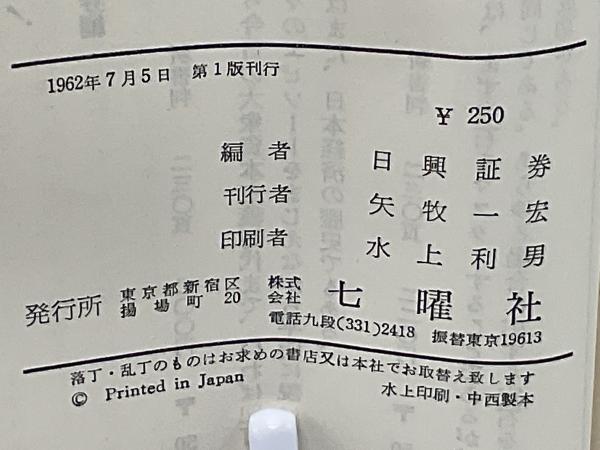 1962年7月5日 第1版刊行
¥ 250
編者 日興証券
刊行者 矢牧一宏
印刷者 水上利男
発行所 東京都新宿区揚場町20 株式会社 七曜社
電話九段(331)2418 振替東京19613
落丁・乱丁のものはお求めの書店又は本社でお取替え致します
© Printed in Japan 水上印刷・中西製本